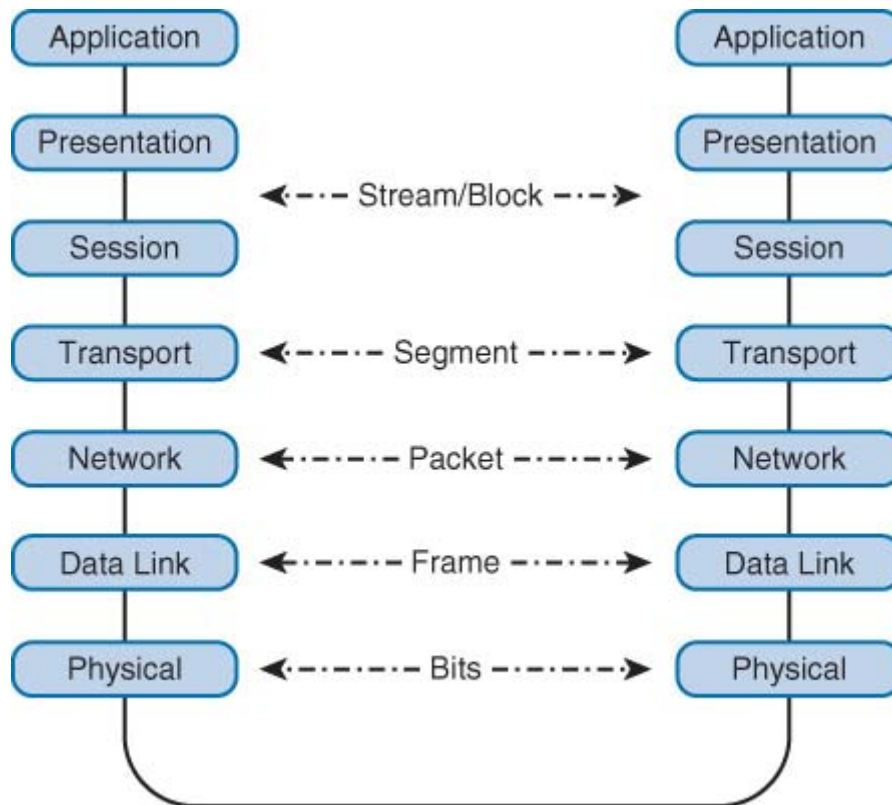 Application Application
Presentation Presentation
Stream/Block
Session Session
Transport Segment Transport
Network Packet Network
Data Link Frame Data Link
Physical Bits Physical